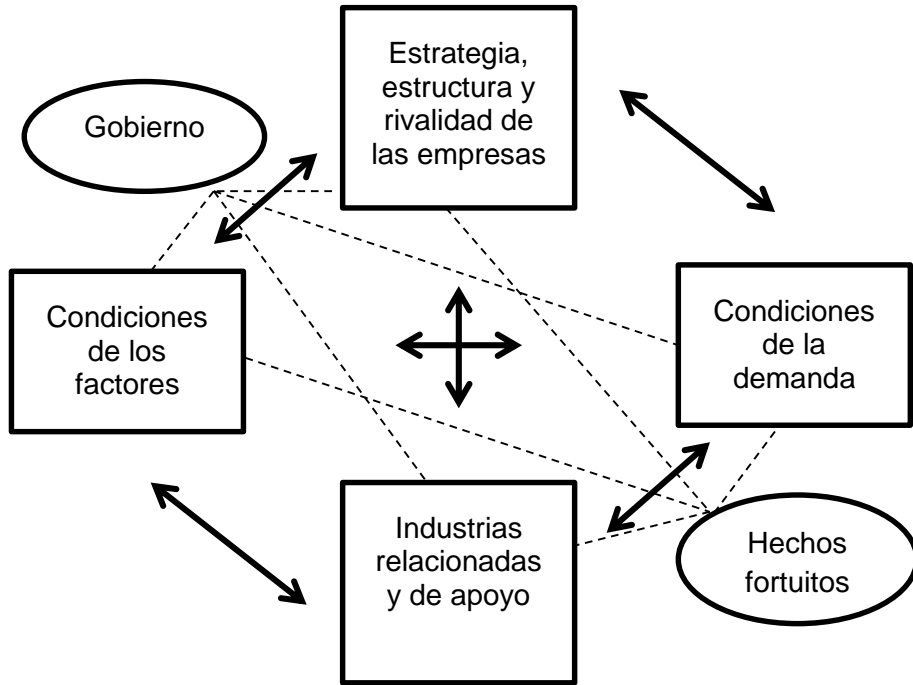 Estrategia,
estructura y
rivalidad de
las empresas
Gobierno
Condiciones
de los
factores
Condiciones
de la
demanda
Industrias
relacionadas
y de apoyo
Hechos
fortuitos